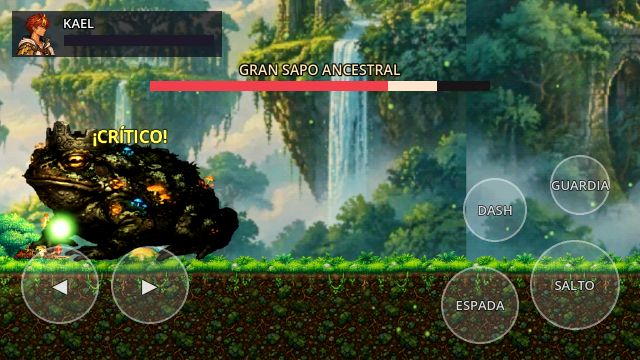 KAEL
GRAN SAPO ANCESTRAL
¡CRÍTICO!
GUARDIA
DASH
SALTO
ESPADA